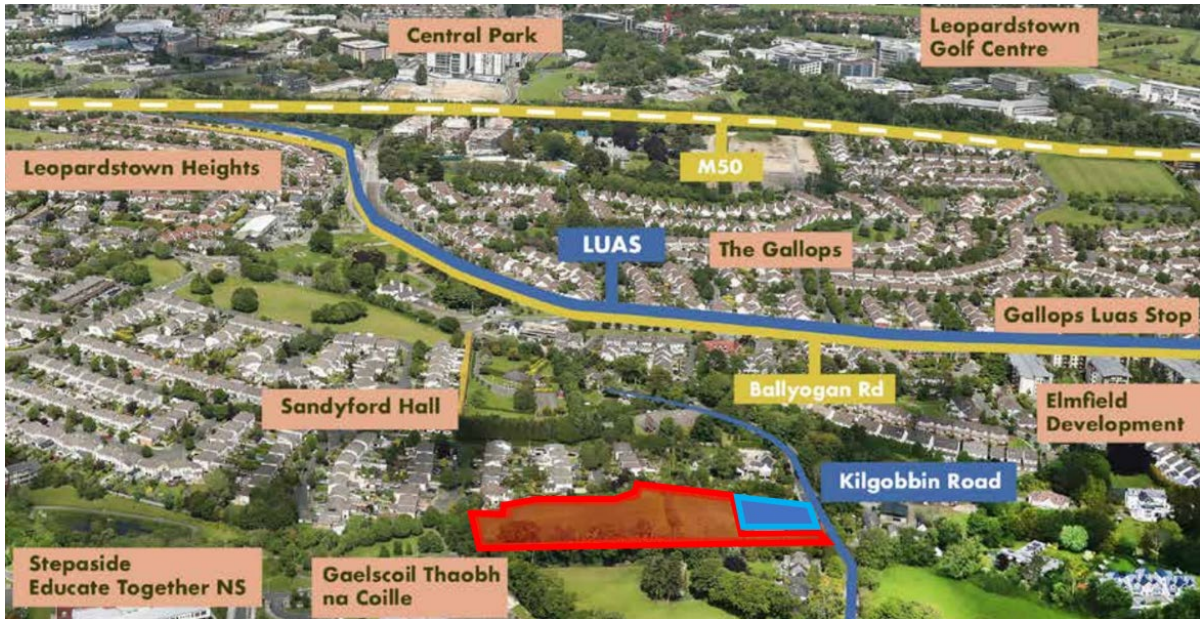 Central Park
Leopardstown
Golf Centre
Leopardstown Heights
M50
LUAS
The Gallops
Gallops Luas Stop
Sandyford Hall
Ballyogan Rd
Elmfield
Development
Kilgobbin Road
Stepaside
Educate Together NS
Gaelscoil Thaobh
na Coille